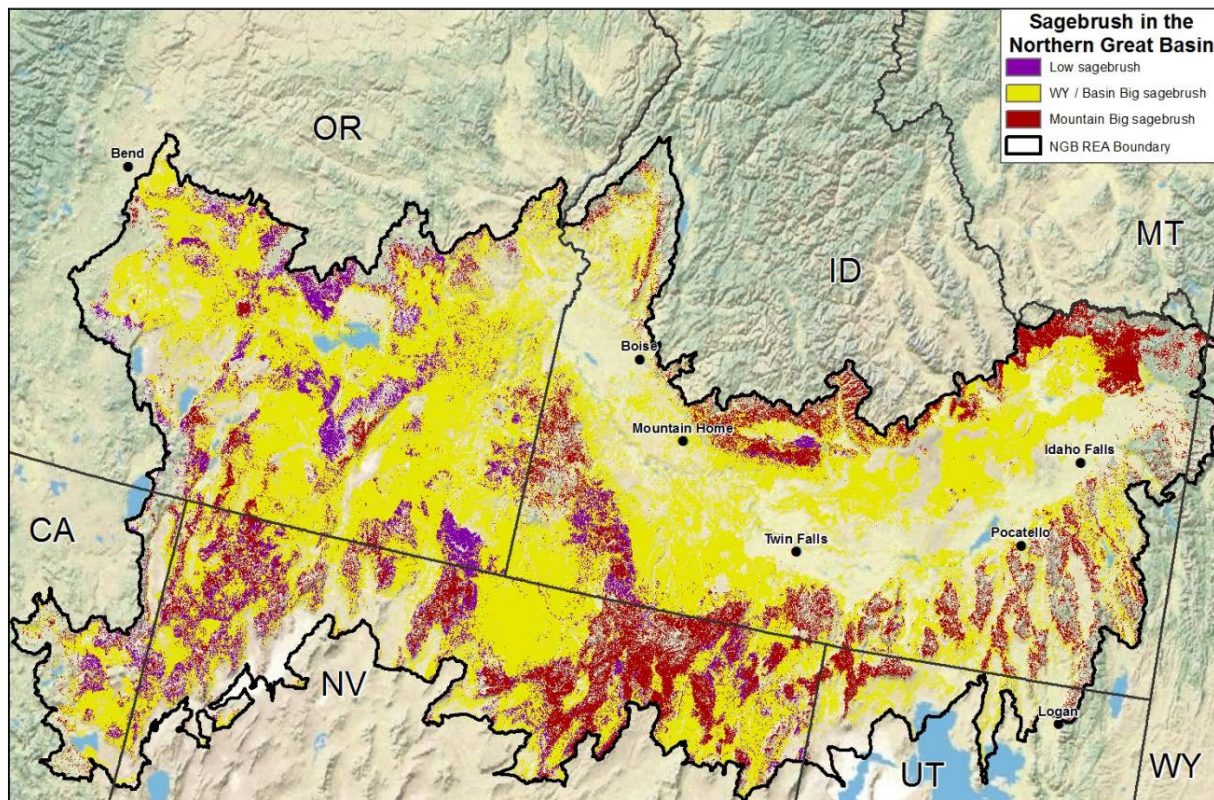 Sagebrush in the
Northern Great Basin
Low sagebrush
WY / Basin Big sagebrush
Mountain Big sagebrush
NGB REA Boundary
OR
Bend
MT
ID
Boise
Mountain Home
Idaho Falls
CA
Twin Falls
Pocatello
NV
Logan
UT
WY